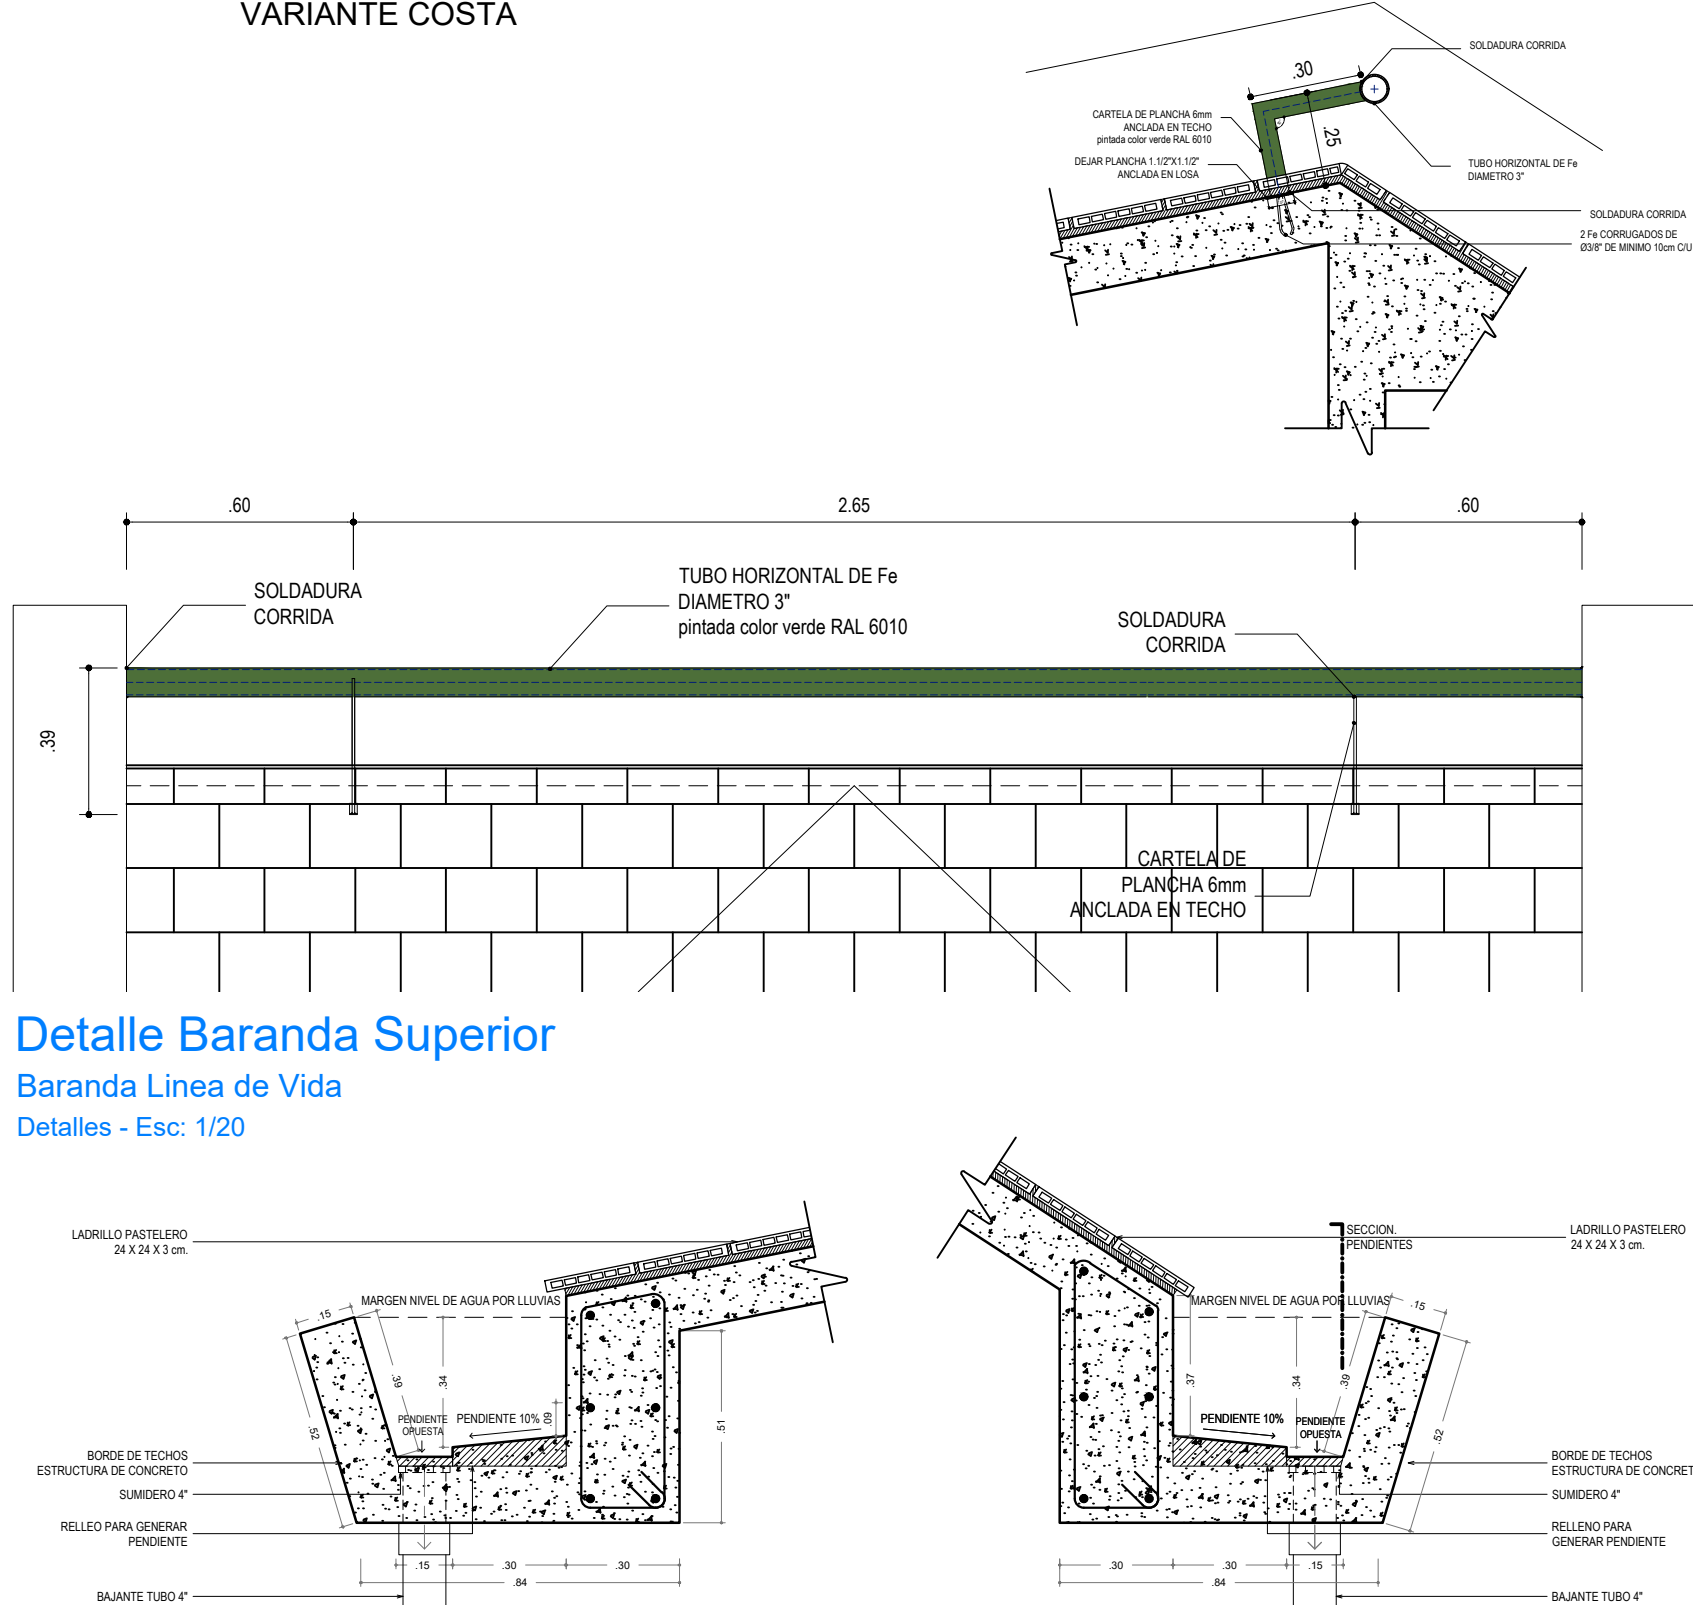 VARIANTE COSTA
SOLDADURA CORRIDA
.30
CARTELA DE PLANCHA 6mm
ANCLADA EN TECHO
pintada color verde RAL 6010
.25
DEJAR PLANCHA 1.1/2"X1.1/2"
ANCLADA EN LOSA
TUBO HORIZONTAL DE Fe
DIAMETRO 3"
SOLDADURA CORRIDA
2 Fe CORRUGADOS DE
Ø3/8" DE MINIMO 10cm C/U
.60
2.65
.60
SOLDADURA
CORRIDA
TUBO HORIZONTAL DE Fe
DIAMETRO 3"
pintada color verde RAL 6010
SOLDADURA
CORRIDA
.39
CARTELA DE
PLANCHA 6mm
ANCLADA EN TECHO
Detalle Baranda Superior
Baranda Linea de Vida
Detalles - Esc: 1/20
LADRILLO PASTELERO
24 X 24 X 3 cm.
MARGEN NIVEL DE AGUA POR LLUVIAS
.15
.39
.34
.52
PENDIENTE
OPUESTA
PENDIENTE 10%
.09
.51
BORDE DE TECHOS
ESTRUCTURA DE CONCRETO
SUMIDERO 4"
RELLEO PARA GENERAR
PENDIENTE
.15
.30
.30
.84
BAJANTE TUBO 4"
SECCION.
PENDIENTES
LADRILLO PASTELERO
24 X 24 X 3 cm.
MARGEN NIVEL DE AGUA POR LLUVIAS
.15
.37
.34
.39
.52
PENDIENTE 10%
PENDIENTE
OPUESTA
BORDE DE TECHOS
ESTRUCTURA DE CONCRET
SUMIDERO 4"
RELLENO PARA
GENERAR PENDIENTE
.30
.30
.15
.84
BAJANTE TUBO 4"